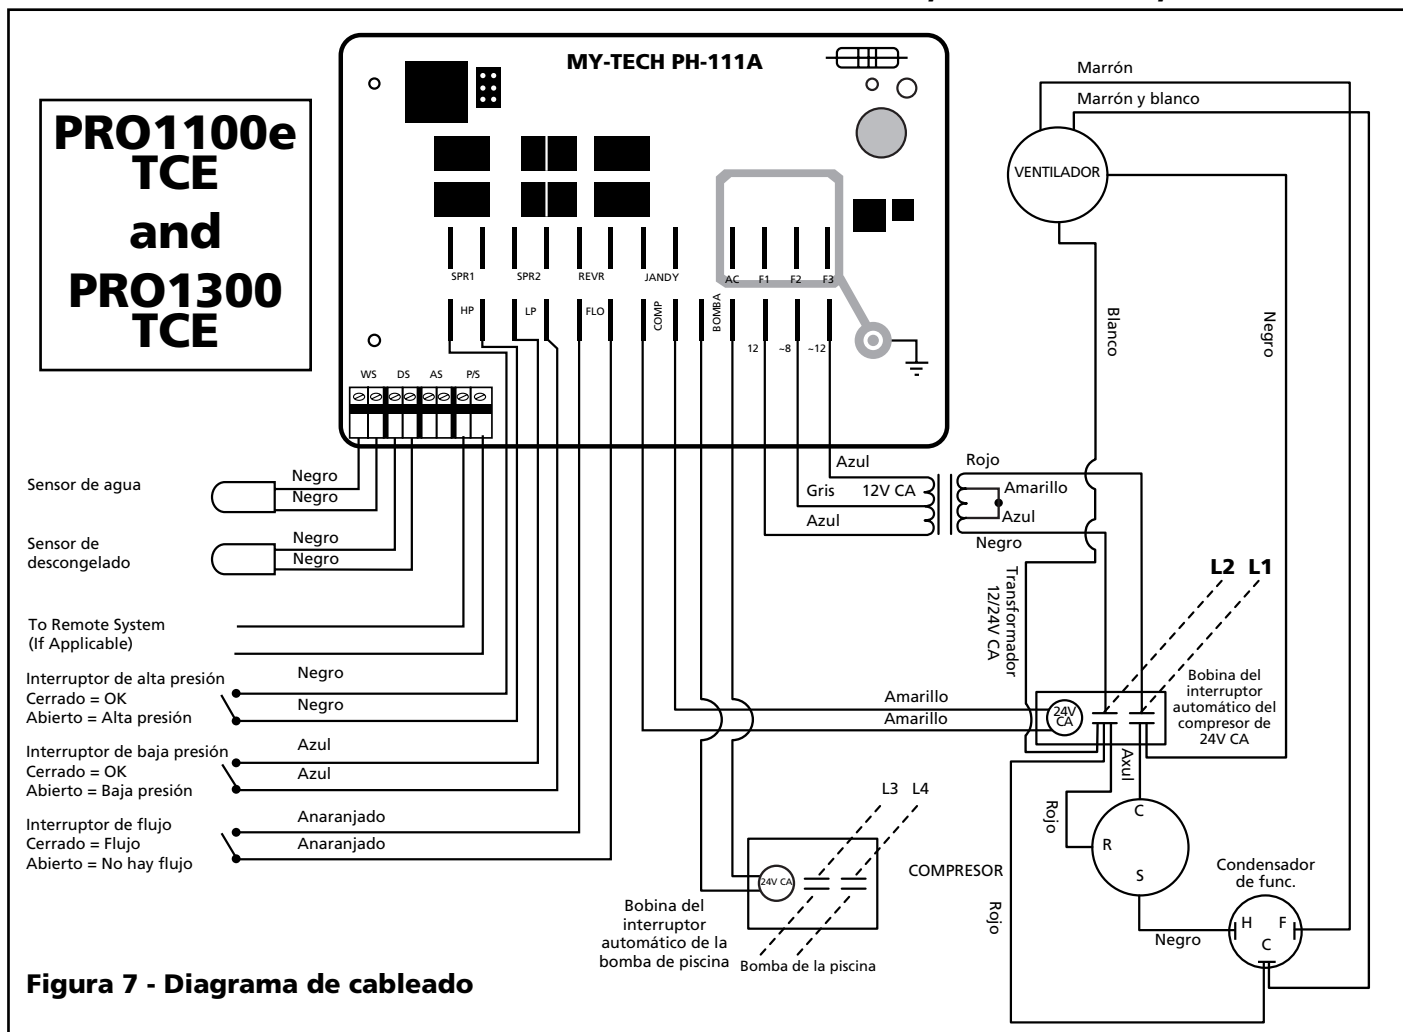 MY-TECH PH-111A
PRO1100e
TCE
and
PRO1300
TCE
Marrón
Marrón y blanco
VENTILADOR
SPR1
SPR2
REVR
JANDY
AC
F1
F2
F3
HP
LP
FLO
COMP
BOMBA
12
~8
~12
WS
DS
AS
P/S
Blanco
Negro
Sensor de agua
Negro
Negro
Sensor de
descongelado
Negro
Negro
To Remote System
(If Applicable)
Interruptor de alta presión
Cerrado = OK
Abierto = Alta presión
Negro
Negro
Interruptor de baja presión
Cerrado = OK
Abierto = Baja presión
Azul
Azul
Interruptor de flujo
Cerrado = Flujo
Abierto = No hay flujo
Anaranjado
Anaranjado
Azul
Gris
12V CA
Azul
Rojo
Amarillo
Azul
Negro
Transformador
12/24V CA
L2
L1
Amarillo
Amarillo
24V
CA
Bobina del
interruptor
automático del
compresor de
24V CA
Axul
Rojo
C
R
S
COMPRESOR
Rojo
Negro
Condensador
de func.
H
F
C
L3
L4
24V CA
Bobina del
interruptor
automático de la
bomba de piscina
Bomba de la piscina
Figura 7 - Diagrama de cableado